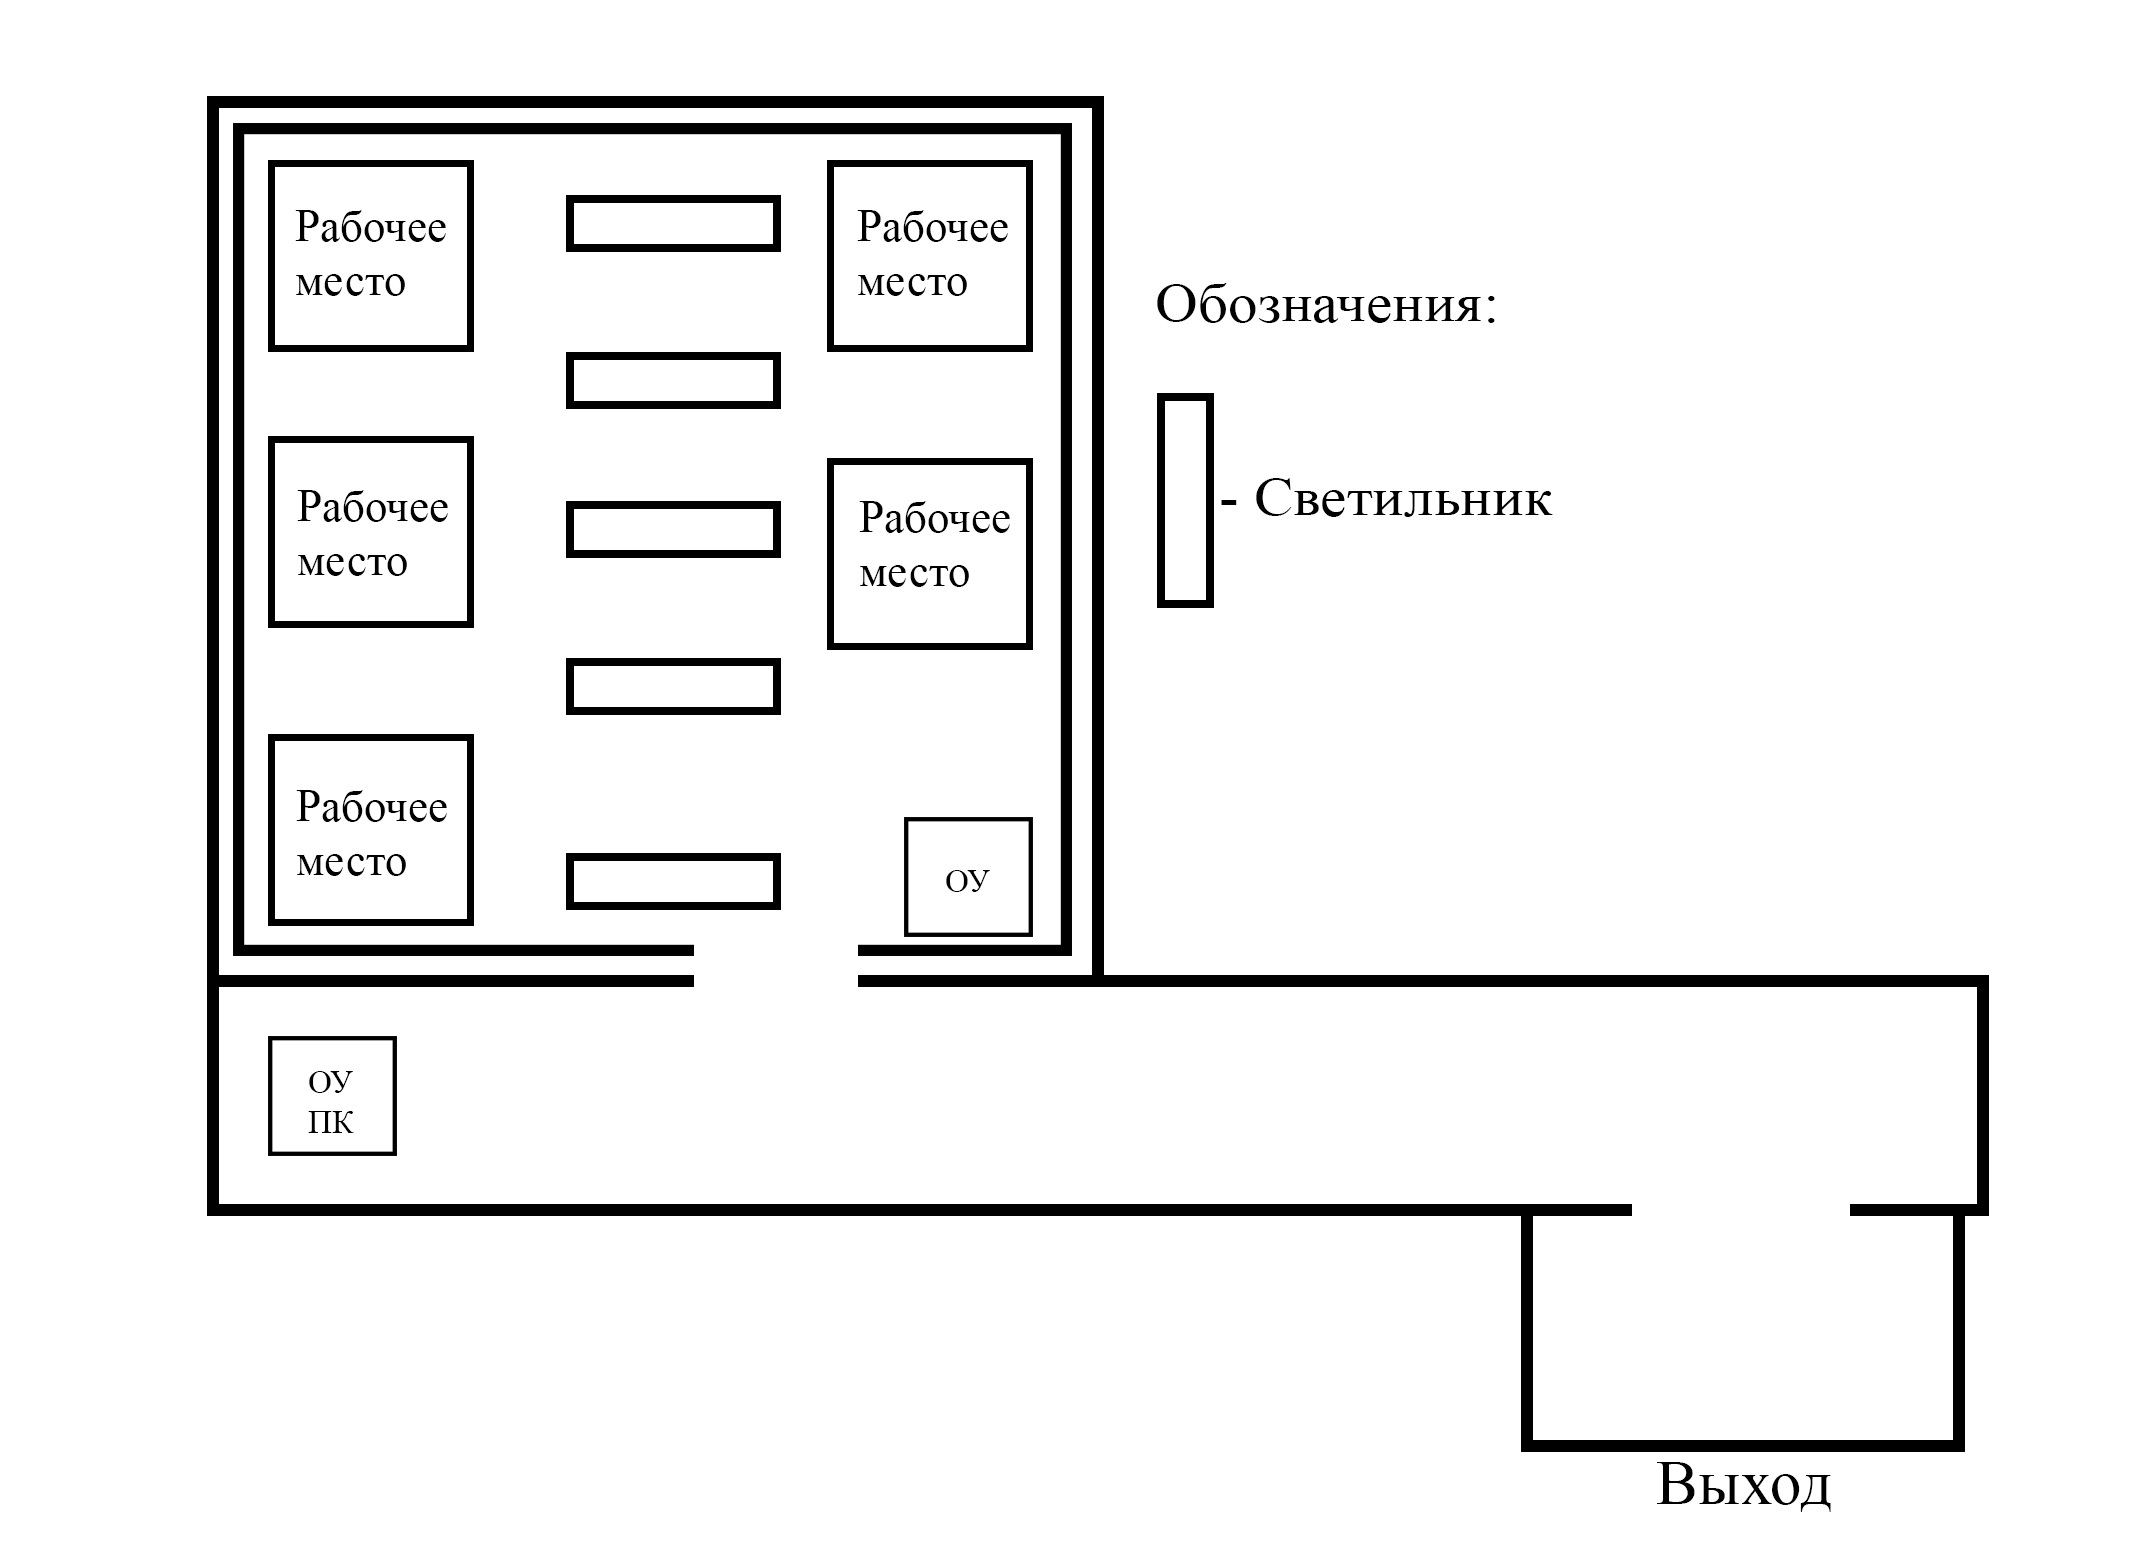 Рабочее
место
Рабочее
место
Обозначения:
Рабочее
место
Рабочее
место
- Светильник
Рабочее
место
ОУ
ОУ
ПК
Выход